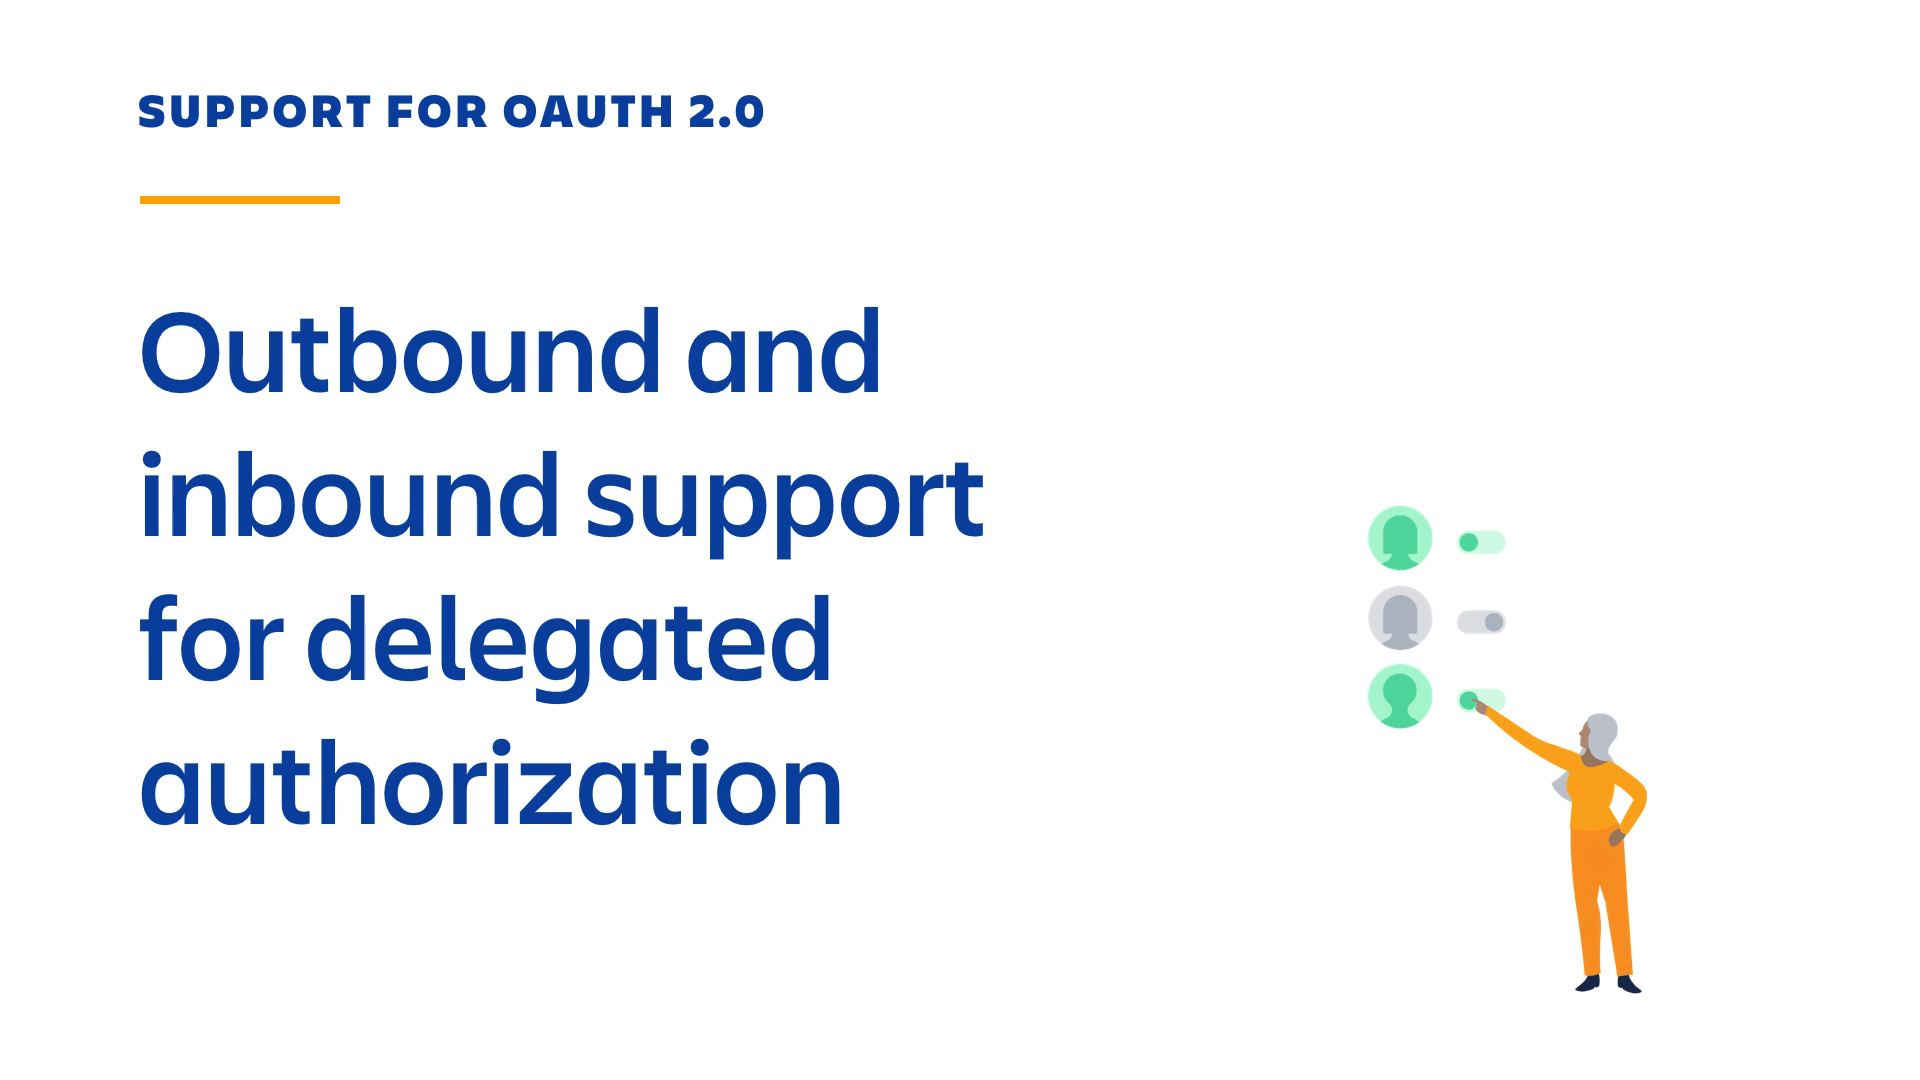 SUPPORT FOR OAUTH 2.0
Outbound and
inbound support
for delegated
authorization